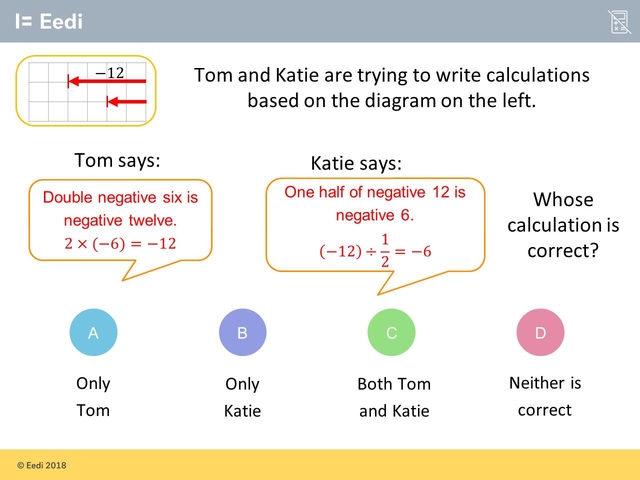 I= Eedi
−12
Tom and Katie are trying to write calculations
based on the diagram on the left.
Tom says:
Double negative six is
negative twelve.
2 × (−6) = −12
Katie says:
One half of negative 12 is
negative 6.
(−12) ÷ 1/2 = −6
Whose
calculation is
correct?
A
Only
Tom
B
Only
Katie
C
Both Tom
and Katie
D
Neither is
correct
© Eedi 2018